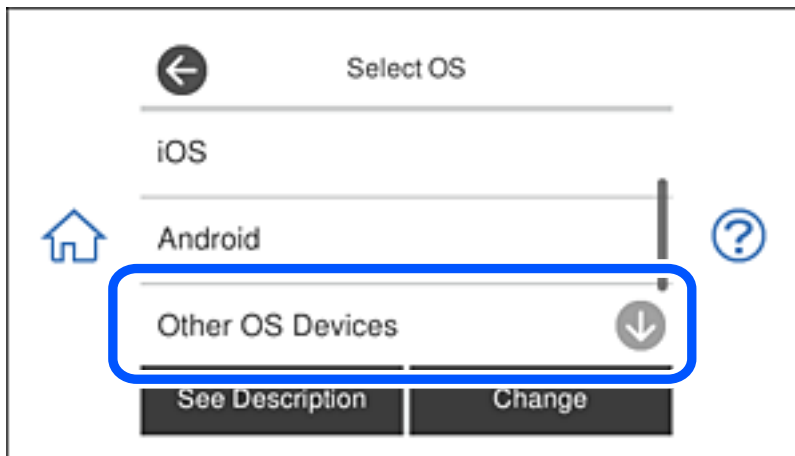 Select OS
iOS
Android
Other OS Devices
See Description Change